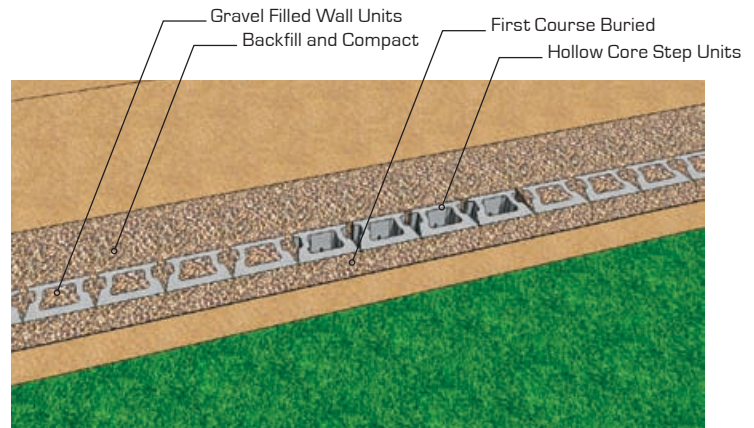 Gravel Filled Wall Units
Backfill and Compact
First Course Buried
Hollow Core Step Units